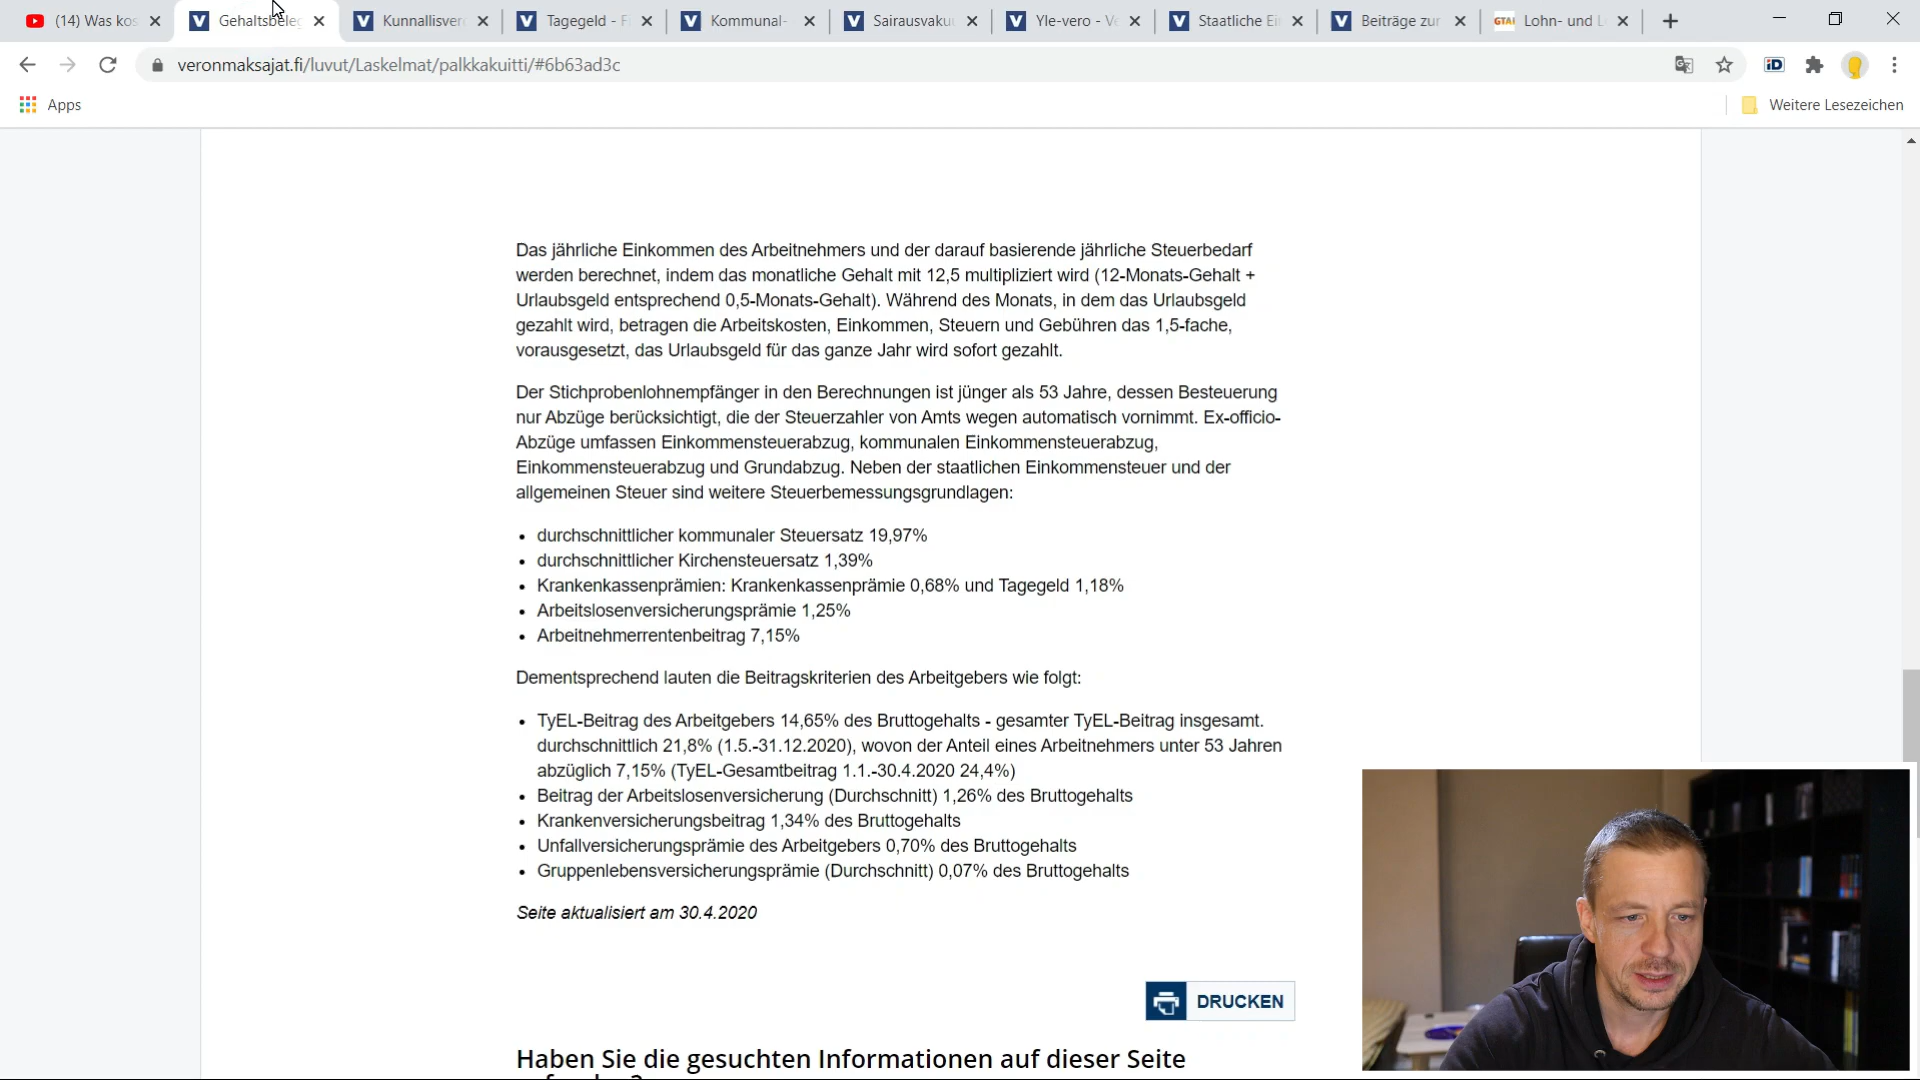 (14) Was kos
Gehaltsbeleg
Kunnallisver
Tagegeld - F
Kommunal-
Sairausvaku
Yle-vero - V
Staatliche Ei
Beiträge zur
GTAI Lohn- und L
veronmaksajat.fi/luvut/Laskelmat/palkkakuitti/#6b63ad3c
iD
Apps
Weitere Lesezeichen
Das jährliche Einkommen des Arbeitnehmers und der darauf basierende jährliche Steuerbedarf
werden berechnet, indem das monatliche Gehalt mit 12,5 multipliziert wird (12-Monats-Gehalt +
Urlaubsgeld entsprechend 0,5-Monats-Gehalt). Während des Monats, in dem das Urlaubsgeld
gezahlt wird, betragen die Arbeitskosten, Einkommen, Steuern und Gebühren das 1,5-fache,
vorausgesetzt, das Urlaubsgeld für das ganze Jahr wird sofort gezahlt.
Der Stichprobenlohnempfänger in den Berechnungen ist jünger als 53 Jahre, dessen Besteuerung
nur Abzüge berücksichtigt, die der Steuerzahler von Amts wegen automatisch vornimmt. Ex-officio-
Abzüge umfassen Einkommensteuerabzug, kommunalen Einkommensteuerabzug,
Einkommensteuerabzug und Grundabzug. Neben der staatlichen Einkommensteuer und der
allgemeinen Steuer sind weitere Steuerbemessungsgrundlagen:
• durchschnittlicher kommunaler Steuersatz 19,97%
• durchschnittlicher Kirchensteuersatz 1,39%
• Krankenkassenprämien: Krankenkassenprämie 0,68% und Tagegeld 1,18%
• Arbeitslosenversicherungsprämie 1,25%
• Arbeitnehmerrentenbeitrag 7,15%
Dementsprechend lauten die Beitragskriterien des Arbeitgebers wie folgt:
• TyEL-Beitrag des Arbeitgebers 14,65% des Bruttogehalts - gesamter TyEL-Beitrag insgesamt.
durchschnittlich 21,8% (1.5.-31.12.2020), wovon der Anteil eines Arbeitnehmers unter 53 Jahren
abzüglich 7,15% (TyEL-Gesamtbeitrag 1.1.-30.4.2020 24,4%)
• Beitrag der Arbeitslosenversicherung (Durchschnitt) 1,26% des Bruttogehalts
• Krankenversicherungsbeitrag 1,34% des Bruttogehalts
• Unfallversicherungsprämie des Arbeitgebers 0,70% des Bruttogehalts
• Gruppenlebensversicherungsprämie (Durchschnitt) 0,07% des Bruttogehalts
Seite aktualisiert am 30.4.2020
DRUCKEN
Haben Sie die gesuchten Informationen auf dieser Seite